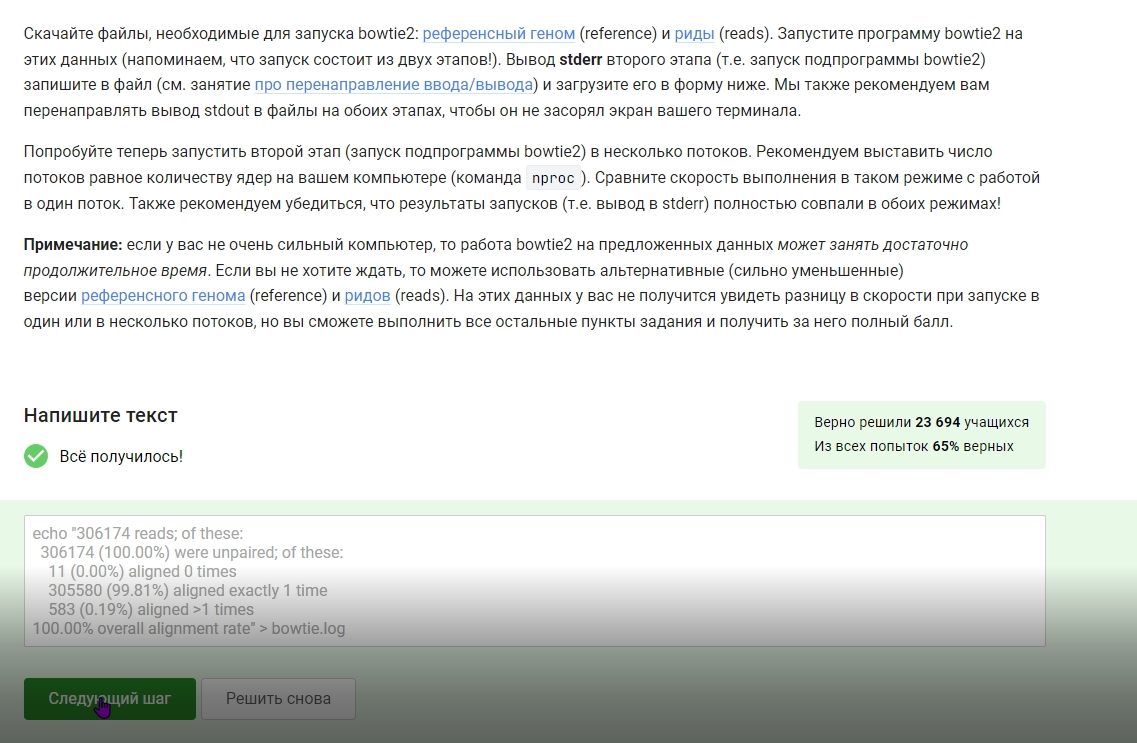 Скачайте файлы, необходимые для запуска bowtie2: референсный геном (reference) и риды (reads). Запустите программу bowtie2 на
этих данных (напоминаем, что запуск состоит из двух этапов!). Вывод stderr второго этапа (т.е. запуск подпрограммы bowtie2)
запишите в файл (см. занятие про перенаправление ввода/вывода) и загрузите его в форму ниже. Мы также рекомендуем вам
перенаправлять вывод stdout в файлы на обоих этапах, чтобы он не засорял экран вашего терминала.
Попробуйте теперь запустить второй этап (запуск подпрограммы bowtie2) в несколько потоков. Рекомендуем выставить число
потоков равное количеству ядер на вашем компьютере (команда nproc ). Сравните скорость выполнения в таком режиме с работой
в один поток. Также рекомендуем убедиться, что результаты запусков (т.е. вывод в stderr) полностью совпали в обоих режимах!
Примечание: если у вас не очень сильный компьютер, то работа bowtie2 на предложенных данных может занять достаточно
продолжительное время. Если вы не хотите ждать, то можете использовать альтернативные (сильно уменьшенные)
версии референсного генома (reference) и ридов (reads). На этих данных у вас не получится увидеть разницу в скорости при запуске в
один или в несколько потоков, но вы сможете выполнить все остальные пункты задания и получить за него полный балл.
Напишите текст
Всё получилось!
Верно решили 23 694 учащихся
Из всех попыток 65% верных
echo "306174 reads; of these:
306174 (100.00%) were unpaired; of these:
11 (0.00%) aligned 0 times
305580 (99.81%) aligned exactly 1 time
583 (0.19%) aligned >1 times
100.00% overall alignment rate" > bowtie.log
Следующий шаг
Решить снова